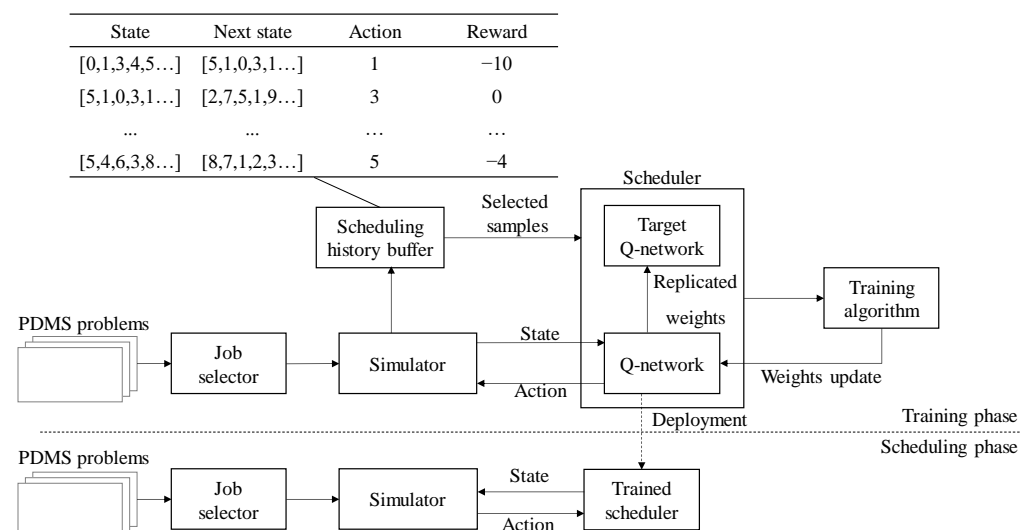 State Next state Action Reward
[0,1,3,4,5…] [5,1,0,3,1…] 1 −10
[5,1,0,3,1…] [2,7,5,1,9…] 3 0
... ... … …
[5,4,6,3,8…] [8,7,1,2,3…] 5 −4
Scheduler
Selected
samples
Scheduling
history buffer
Target
Q-network
Replicated
weights
Training
algorithm
PDMS problems
Job
selector
Simulator
State
Action
Q-network
Weights update
Deployment
Training phase
Scheduling phase
PDMS problems
Job
selector
Simulator
State
Action
Trained
scheduler